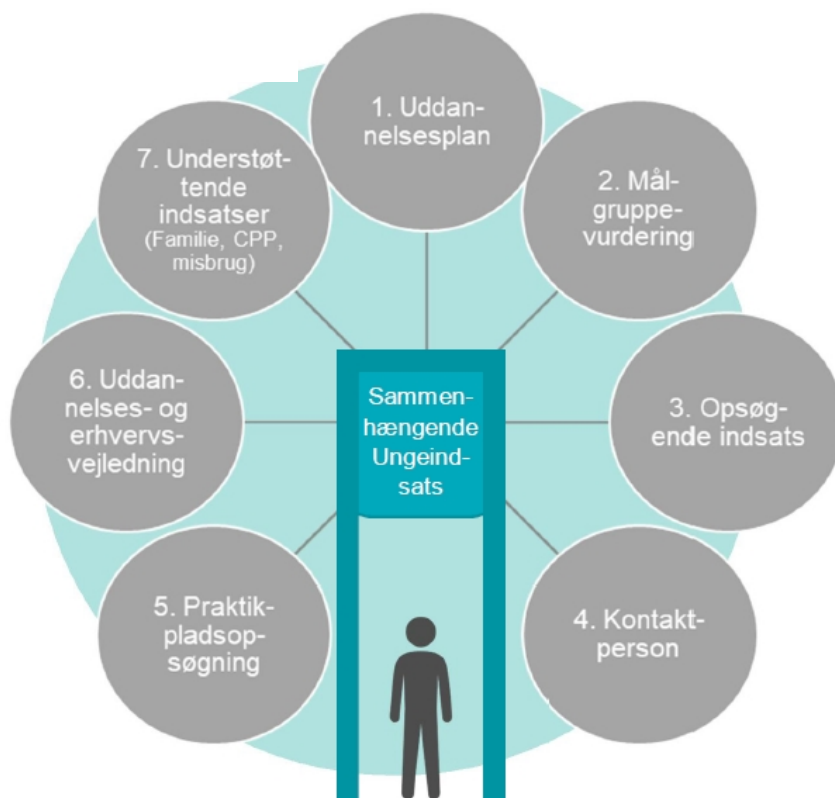 1. Uddan-
nelsesplan
2. Mål-
gruppe-
vurdering
3. Opsøg-
ende indsats
4. Kontakt-
person
5. Praktik-
pladsop-
søgning
6. Uddan-
nelses- og
erhvervs-
vejledning
7. Understøt-
tende
indsatser
(Familie, CPP,
misbrug)
Sammen-
hængende
Ungeind-
sats